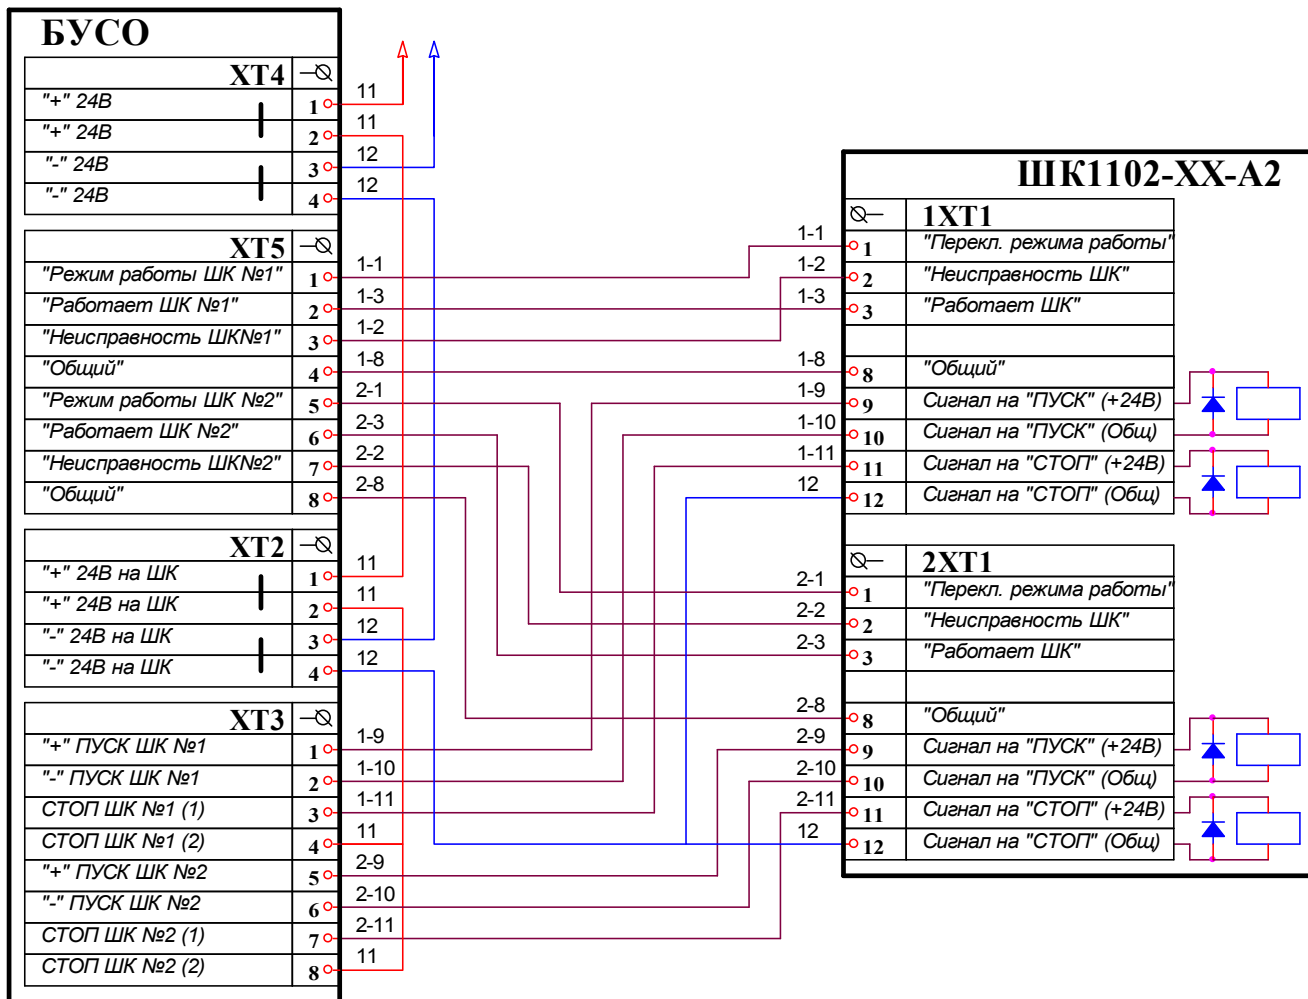 БУСО
XT4
"+" 24В 1 11
"+" 24В 2 11
"-" 24В 3 12
"-" 24В 4 12
XT5
"Режим работы ШК №1" 1 1-1
"Работает ШК №1" 2 1-3
"Неисправность ШК№1" 3 1-2
"Общий" 4 1-8
"Режим работы ШК №2" 5 2-1
"Работает ШК №2" 6 2-3
"Неисправность ШК№2" 7 2-2
"Общий" 8 2-8
XT2
"+" 24В на ШК 1 11
"+" 24В на ШК 2 11
"-" 24В на ШК 3 12
"-" 24В на ШК 4 12
XT3
"+" ПУСК ШК №1 1 1-9
"-" ПУСК ШК №1 2 1-10
СТОП ШК №1 (1) 3 1-11
СТОП ШК №1 (2) 4 11
"+" ПУСК ШК №2 5 2-9
"-" ПУСК ШК №2 6 2-10
СТОП ШК №2 (1) 7 2-11
СТОП ШК №2 (2) 8 11
ШК1102-ХХ-А2
1XT1
1-1 1 "Перекл. режима работы"
1-2 2 "Неисправность ШК"
1-3 3 "Работает ШК"
1-8 8 "Общий"
1-9 9 Сигнал на "ПУСК" (+24В)
1-10 10 Сигнал на "ПУСК" (Общ)
1-11 11 Сигнал на "СТОП" (+24В)
12 12 Сигнал на "СТОП" (Общ)
2XT1
2-1 1 "Перекл. режима работы"
2-2 2 "Неисправность ШК"
2-3 3 "Работает ШК"
2-8 8 "Общий"
2-9 9 Сигнал на "ПУСК" (+24В)
2-10 10 Сигнал на "ПУСК" (Общ)
2-11 11 Сигнал на "СТОП" (+24В)
12 12 Сигнал на "СТОП" (Общ)